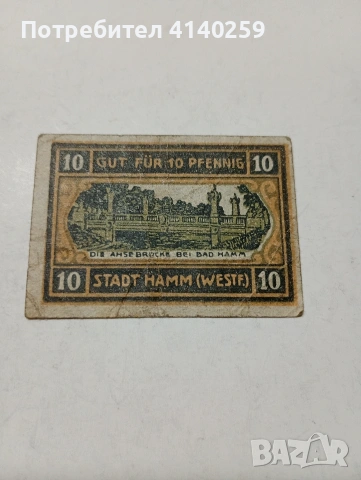 Потребител 4140259
10 GUT FÜR 10 PFENNIG 10
DIE AHSEBRÜCKE BEI BAD HAMM
10 STADT HAMM (WESTF.) 10
BAZAR